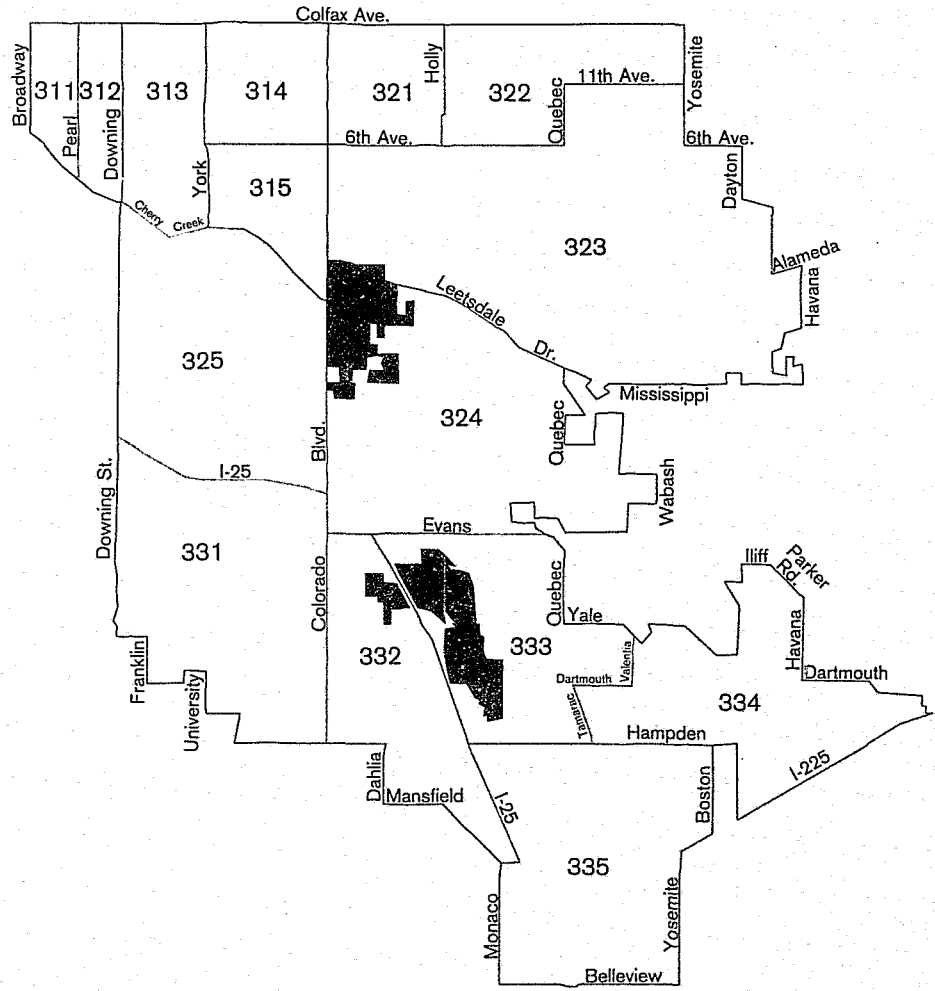 Colfax Ave.
Broadway
311
Pearl
312
Downing
313
314
321
Holly
322
Quebec
11th Ave.
Yosemite
6th Ave.
6th Ave.
York
315
Cherry
Creek
Dayton
323
Alameda
Havana
Leetsdale
Dr.
325
324
Mississippi
Quebec
Blvd.
I-25
Wabash
Downing St.
Evans
331
Colorado
Quebec
Iliff
Parker
Rd.
Yale
Havana
332
333
Valentia
Dartmouth
Dartmouth
Franklin
University
Tamarac
334
Hampden
Dahlia
Mansfield
I-25
Boston
I-225
335
Monaco
Yosemite
Belleview